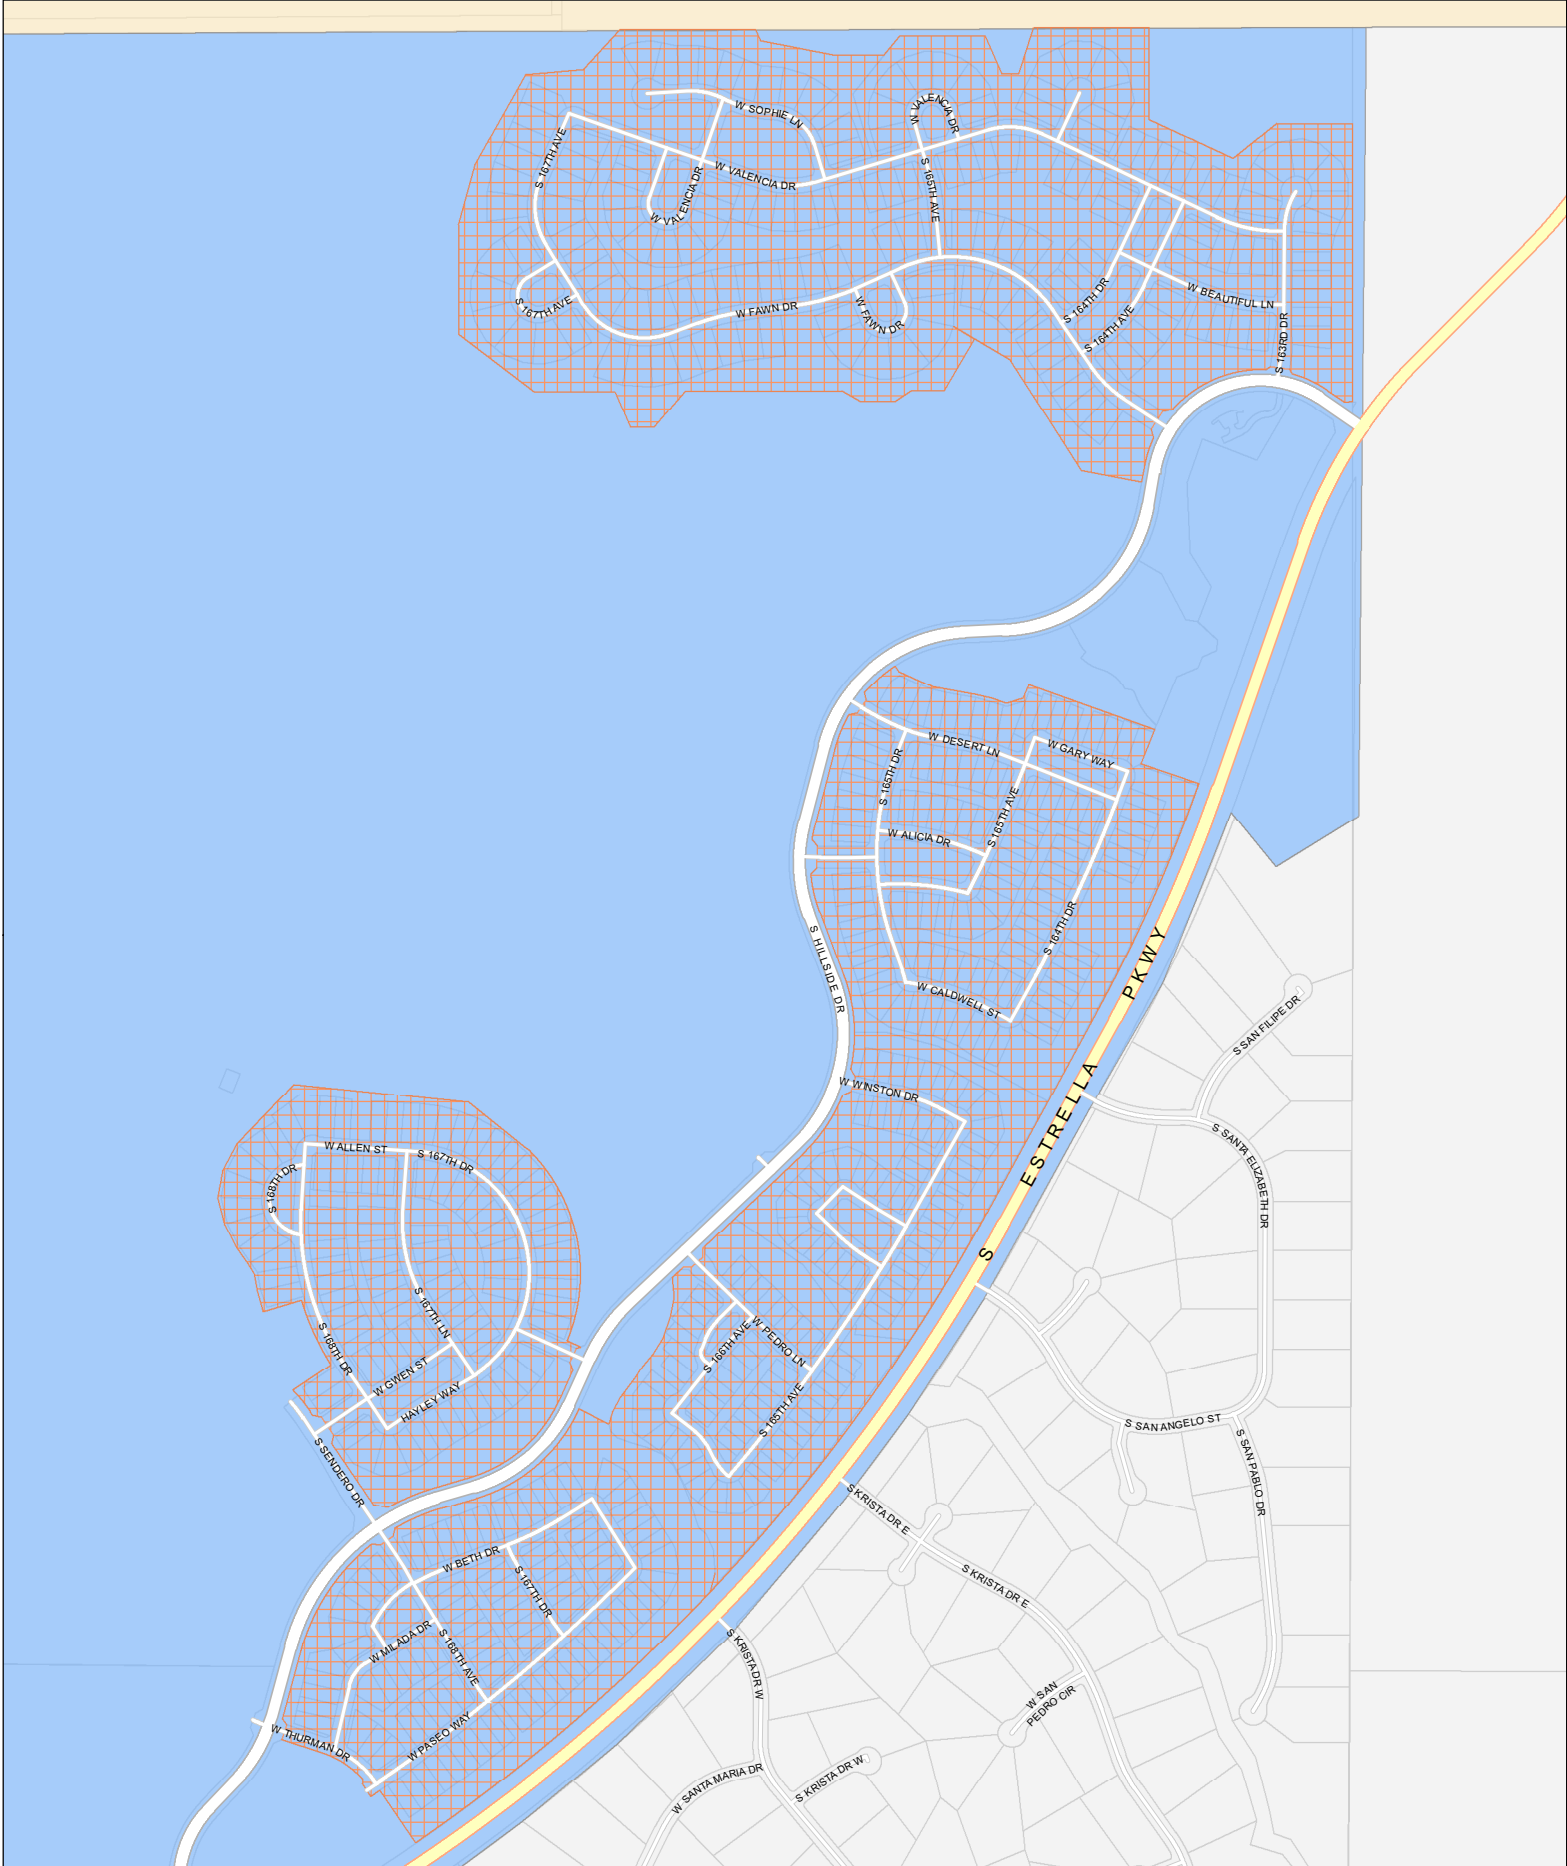 W SOPHIE LN
W VALENCIA DR
S 167TH AVE
S 165TH AVE
W VALENCIA DR
W VALENCIA DR
S 167TH AVE
W FAWN DR
W FAWN DR
S 164TH DR
W BEAUTIFUL LN
S 164TH AVE
S 163RD DR
W DESERT LN
W GARY WAY
S 165TH DR
S 165TH AVE
W ALICIA DR
S 164TH DR
S HILLSIDE DR
W CALDWELL ST
S ESTRELLA PKWY
S SAN FILIPE DR
W WINSTON DR
S SANTA ELIZABETH DR
W ALLEN ST
S 167TH DR
S 168TH DR
S 167TH LN
S 168TH DR
W GWEN ST
HAYLEY WAY
S 166TH AVE
W PEDRO LN
S 165TH AVE
S SAN ANGELO ST
S SAN PABLO DR
S SENDERO DR
S KRISTA DR E
S KRISTA DR E
W BETH DR
S 167TH DR
W MILADA DR
S 168TH AVE
S KRISTA DR W
W SAN
PEDRO CIR
W THURMAN DR
W PASEO WAY
W SANTA MARIA DR
S KRISTA DR W